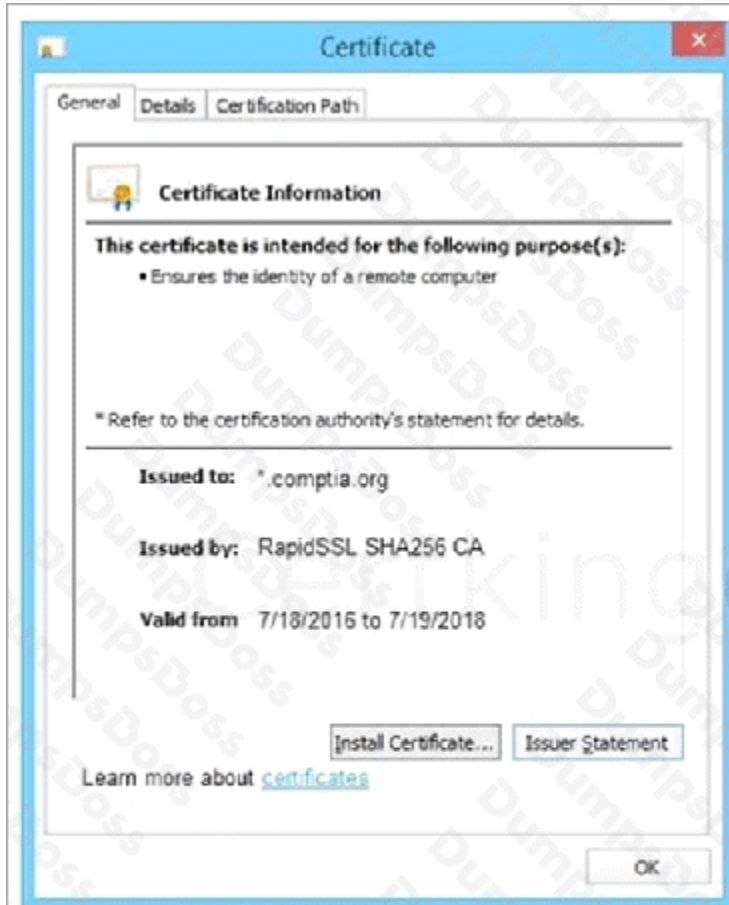 Certificate
General Details Certification Path
Certificate Information
This certificate is intended for the following purpose(s):
• Ensures the identity of a remote computer
* Refer to the certification authority's statement for details.
Issued to: *.comptia.org
Issued by: RapidSSL SHA256 CA
Valid from 7/18/2016 to 7/19/2018
Install Certificate... Issuer Statement
Learn more about certificates
OK
DumpsDoss